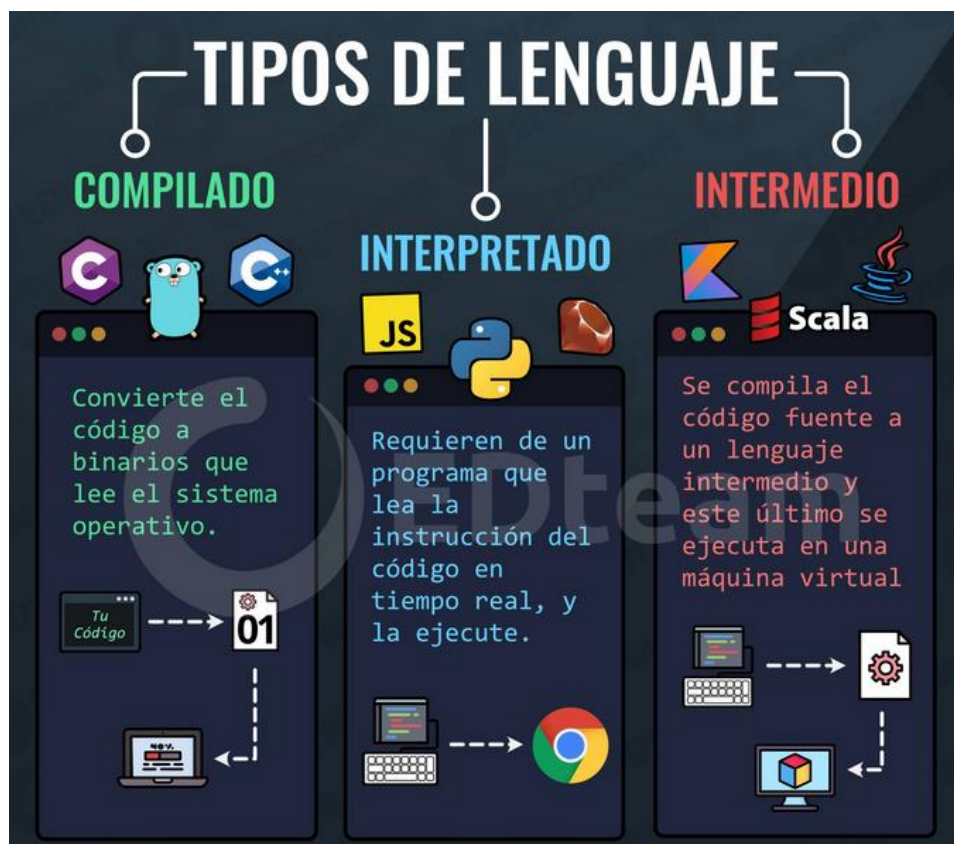 TIPOS DE LENGUAJE
COMPILADO
C
C++
Convierte el
código a
binarios que
lee el sistema
operativo.
Tu
Código
01
INTERPRETADO
JS
Requieren de un
programa que
lea la
instrucción del
código en
tiempo real, y
la ejecute.
INTERMEDIO
Scala
Se compila el
código fuente a
un lenguaje
intermedio y
este último se
ejecuta en una
máquina virtual
EDteam